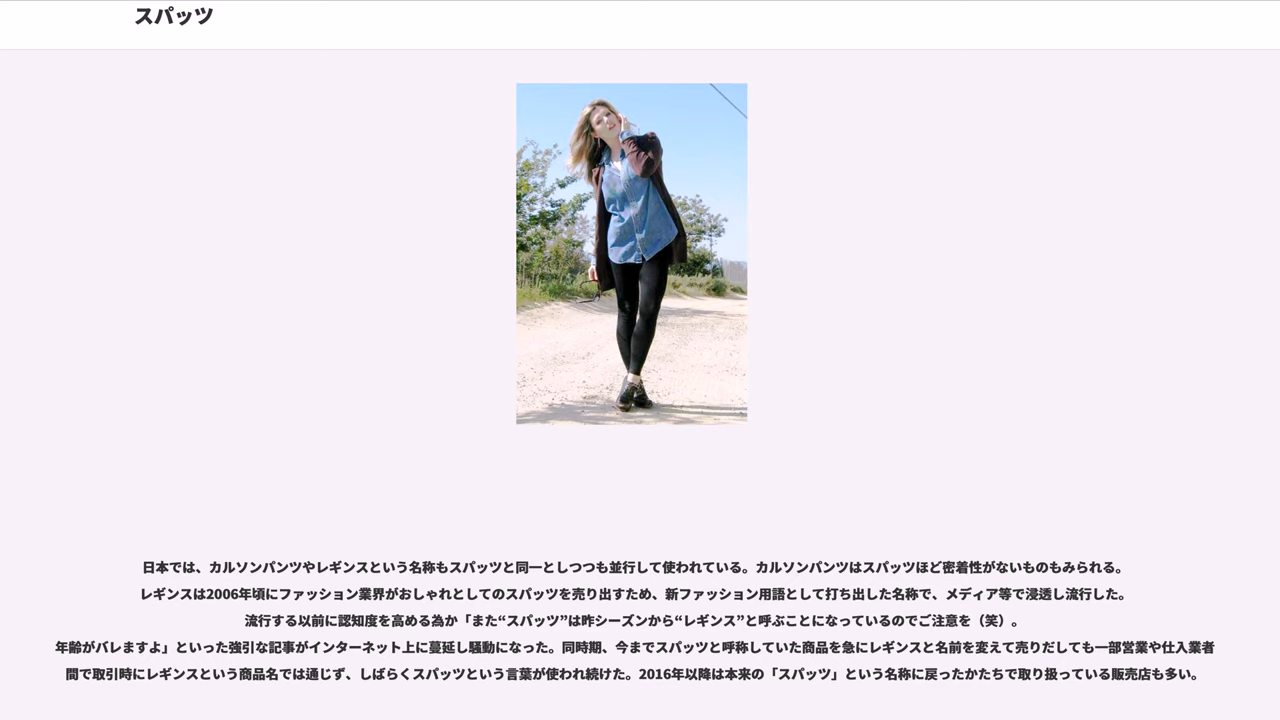 スパッツ
日本では、カルソンパンツやレギンスという名称もスパッツと同一としつつも並行して使われている。カルソンパンツはスパッツほど密着性がないものもみられる。
レギンスは2006年頃にファッション業界がおしゃれとしてのスパッツを売り出すため、新ファッション用語として打ち出した名称で、メディア等で浸透し流行した。
流行する以前に認知度を高める為か「また“スパッツ”は昨シーズンから“レギンス”と呼ぶことになっているのでご注意を（笑）。
年齢がバレますよ」といった強引な記事がインターネット上に蔓延し騒動になった。同時期、今までスパッツと呼称していた商品を急にレギンスと名前を変えて売りだしても一部営業や仕入業者
間で取引時にレギンスという商品名では通じず、しばらくスパッツという言葉が使われ続けた。2016年以降は本来の「スパッツ」という名称に戻ったかたちで取り扱っている販売店も多い。